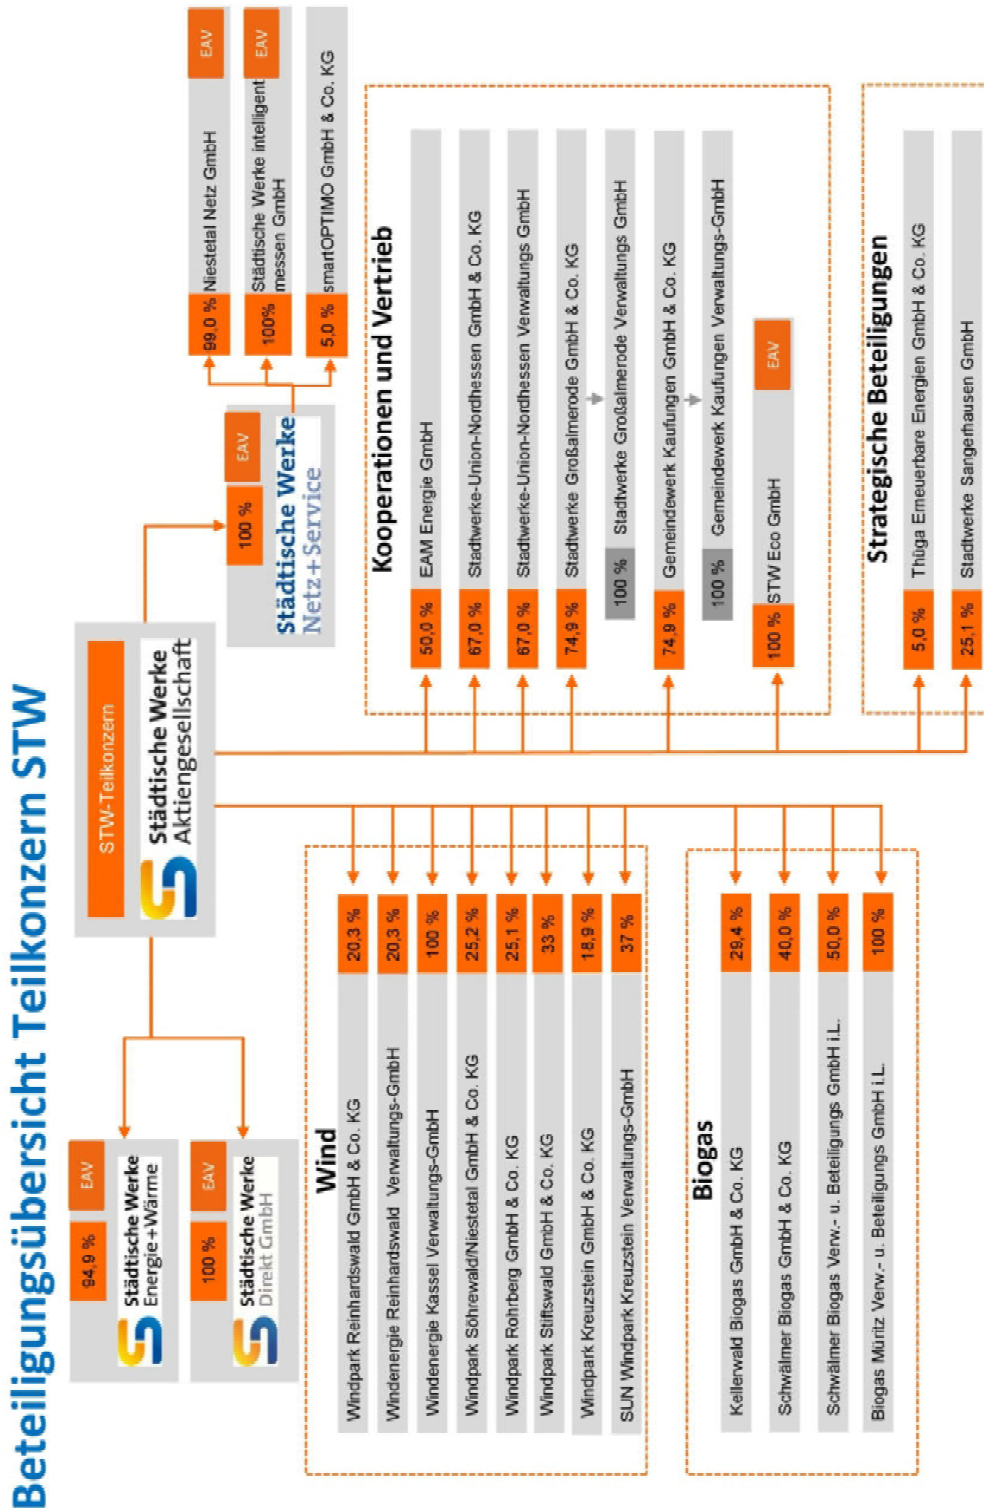 Beteiligungsübersicht Teilkonzern STW
STW-Teilkonzern
Städtische Werke
Aktiengesellschaft
94,9 %
EAV
Städtische Werke
Energie+Wärme
100 %
EAV
Städtische Werke
Direkt GmbH
100 %
EAV
Städtische Werke
Netz+Service
99,0 %
Niestetal Netz GmbH
EAV
100%
Städtische Werke intelligent
messen GmbH
EAV
5,0 %
smartOPTIMO GmbH & Co. KG
Wind
Windpark Reinhardswald GmbH & Co. KG
20,3 %
Windenergie Reinhardswald Verwaltungs-GmbH
20,3 %
Windenergie Kassel Verwaltungs-GmbH
100 %
Windpark Söhrewald/Niestetal GmbH & Co. KG
25,2 %
Windpark Rohrberg GmbH & Co. KG
25,1 %
Windpark Stiftswald GmbH & Co. KG
33 %
Windpark Kreuzstein GmbH & Co. KG
18,9 %
SUN Windpark Kreuzstein Verwaltungs-GmbH
37 %
Biogas
Kellerwald Biogas GmbH & Co. KG
29,4 %
Schwälmer Biogas GmbH & Co. KG
40,0 %
Schwälmer Biogas Verw.- u. Beteiligungs GmbH i.L.
50,0 %
Biogas Müritz Verw.- u. Beteiligungs GmbH i.L.
100 %
Kooperationen und Vertrieb
50,0 %
EAM Energie GmbH
67,0 %
Stadtwerke-Union-Nordhessen GmbH & Co. KG
67,0 %
Stadtwerke-Union-Nordhessen Verwaltungs GmbH
74,9 %
Stadtwerke Großalmerode GmbH & Co. KG
100 %
Stadtwerke Großalmerode Verwaltungs GmbH
74,9 %
Gemeindewerk Kaufungen GmbH & Co. KG
100 %
Gemeindewerk Kaufungen Verwaltungs-GmbH
100 %
STW Eco GmbH
EAV
Strategische Beteiligungen
5,0 %
Thüga Erneuerbare Energien GmbH & Co. KG
25,1 %
Stadtwerke Sangerhausen GmbH